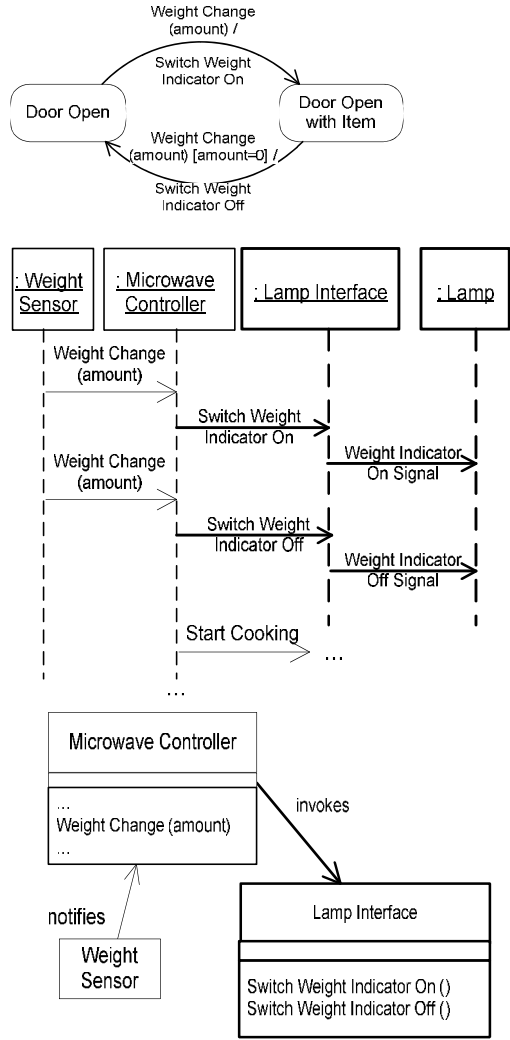 Weight Change
(amount) /
Switch Weight
Indicator On
Door Open
Door Open
with Item
Weight Change
(amount) [amount=0] /
Switch Weight
Indicator Off
: Weight
Sensor
: Microwave
Controller
: Lamp Interface
: Lamp
Weight Change
(amount)
Switch Weight
Indicator On
Weight Indicator
On Signal
Weight Change
(amount)
Switch Weight
Indicator Off
Weight Indicator
Off Signal
Start Cooking
...
...
Microwave Controller
...
Weight Change (amount)
...
invokes
notifies
Weight
Sensor
Lamp Interface
Switch Weight Indicator On ()
Switch Weight Indicator Off ()